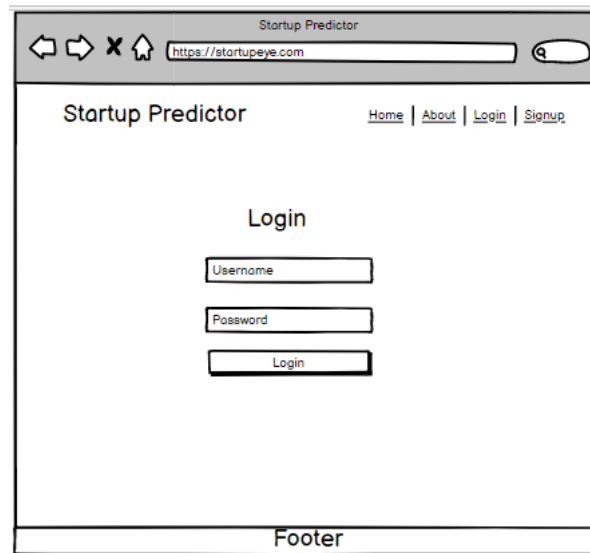 Startup Predictor
https://startupeye.com
Startup Predictor
Home | About | Login | Signup
Login
Username
Password
Login
Footer